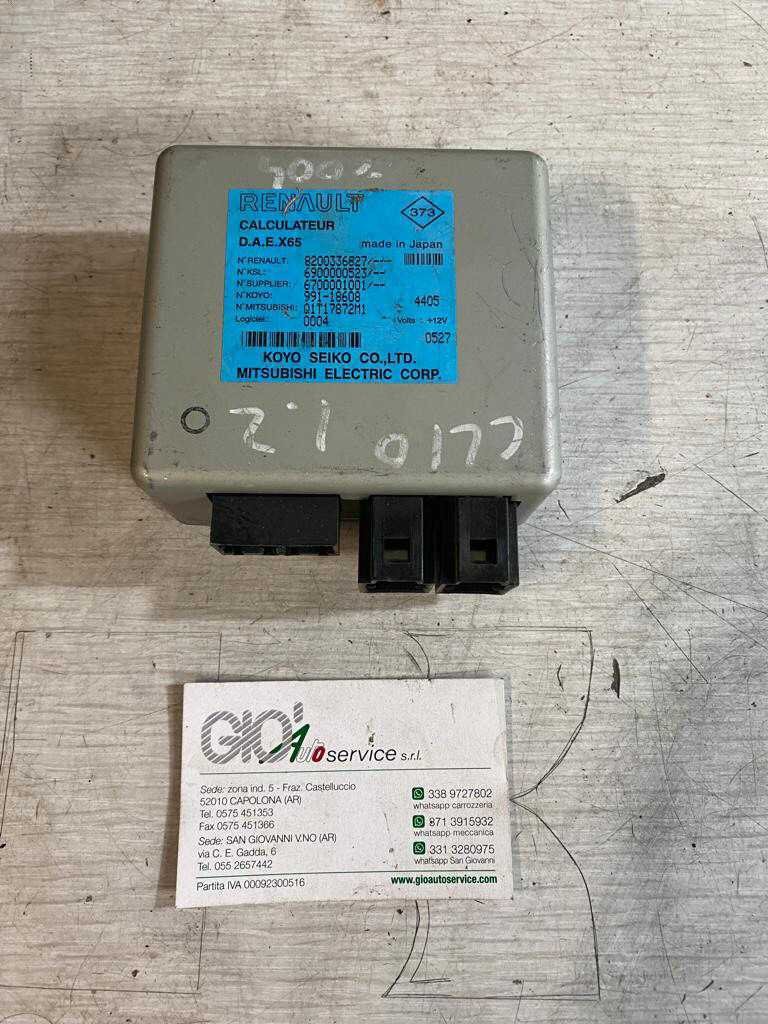 RENAULT
373
CALCULATEUR
D.A.E.X65
made in Japan
N°RENAULT: 8200336827/---
N°KSL: 6900000523/--
N°SUPPLIER: 6700001001/--
N°KOYO: 991-18608
4405
N°MITSUBISHI: Q1T17872M1
Logiciel: 0004
Volts : +12V
0527
KOYO SEIKO CO.,LTD.
MITSUBISHI ELECTRIC CORP.
CLIO 1.2
GIO' Autoservice s.r.l.
Sede: zona ind. 5 - Fraz. Castelluccio
52010 CAPOLONA (AR)
Tel. 0575 451353
Fax 0575 451366
Sede: SAN GIOVANNI V.NO (AR)
via C. E. Gadda, 6
Tel. 055 2657442
Partita IVA 00092300516
338 9727802
whatsapp carrozzeria
871 3915932
whatsapp meccanica
331 3280975
whatsapp San Giovanni
www.gioautoservice.com